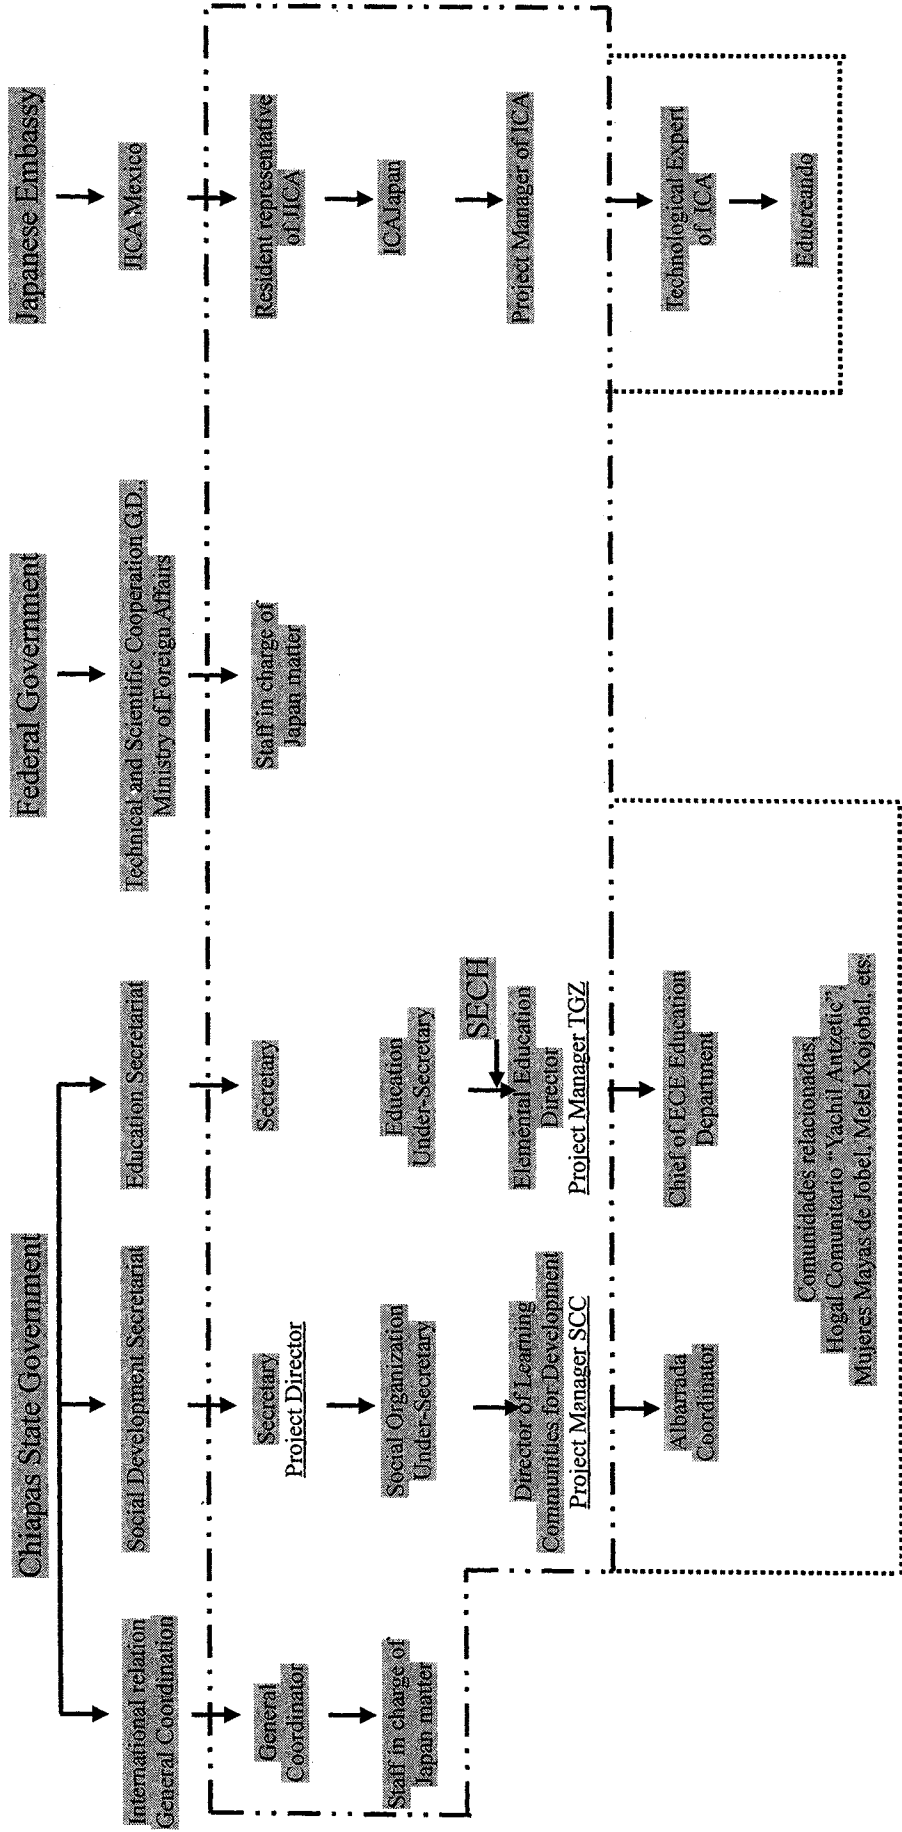 Chiapas State Government
Federal Government
Japanese Embassy
International relation
General Coordination
Social Development Secretariat
Education Secretariat
Technical and Scientific Cooperation G.D.,
Ministry of Foreign Affairs
JICA Mexico
General
Coordinator
Secretary
Project Director
Secretary
Staff in charge of
Japan matter
Resident representative
of JICA
Staff in charge of
Japan matter
Social Organization
Under-Secretary
Education
Under-Secretary
ICAJapan
SECH
Director of Learning
Communities for Development
Project Manager SCC
Elemental Education
Director
Project Manager TGZ
Project Manager of ICA
Albarrada
Coordinator
Chief of ECE Education
Department
Technological Expert
of ICA
Comunidades relacionadas,
Hogal Comunitario "Yachil Antzetic"
Mujeres Mayas de Jobel, Melel Xojobal, ets.
Educreando